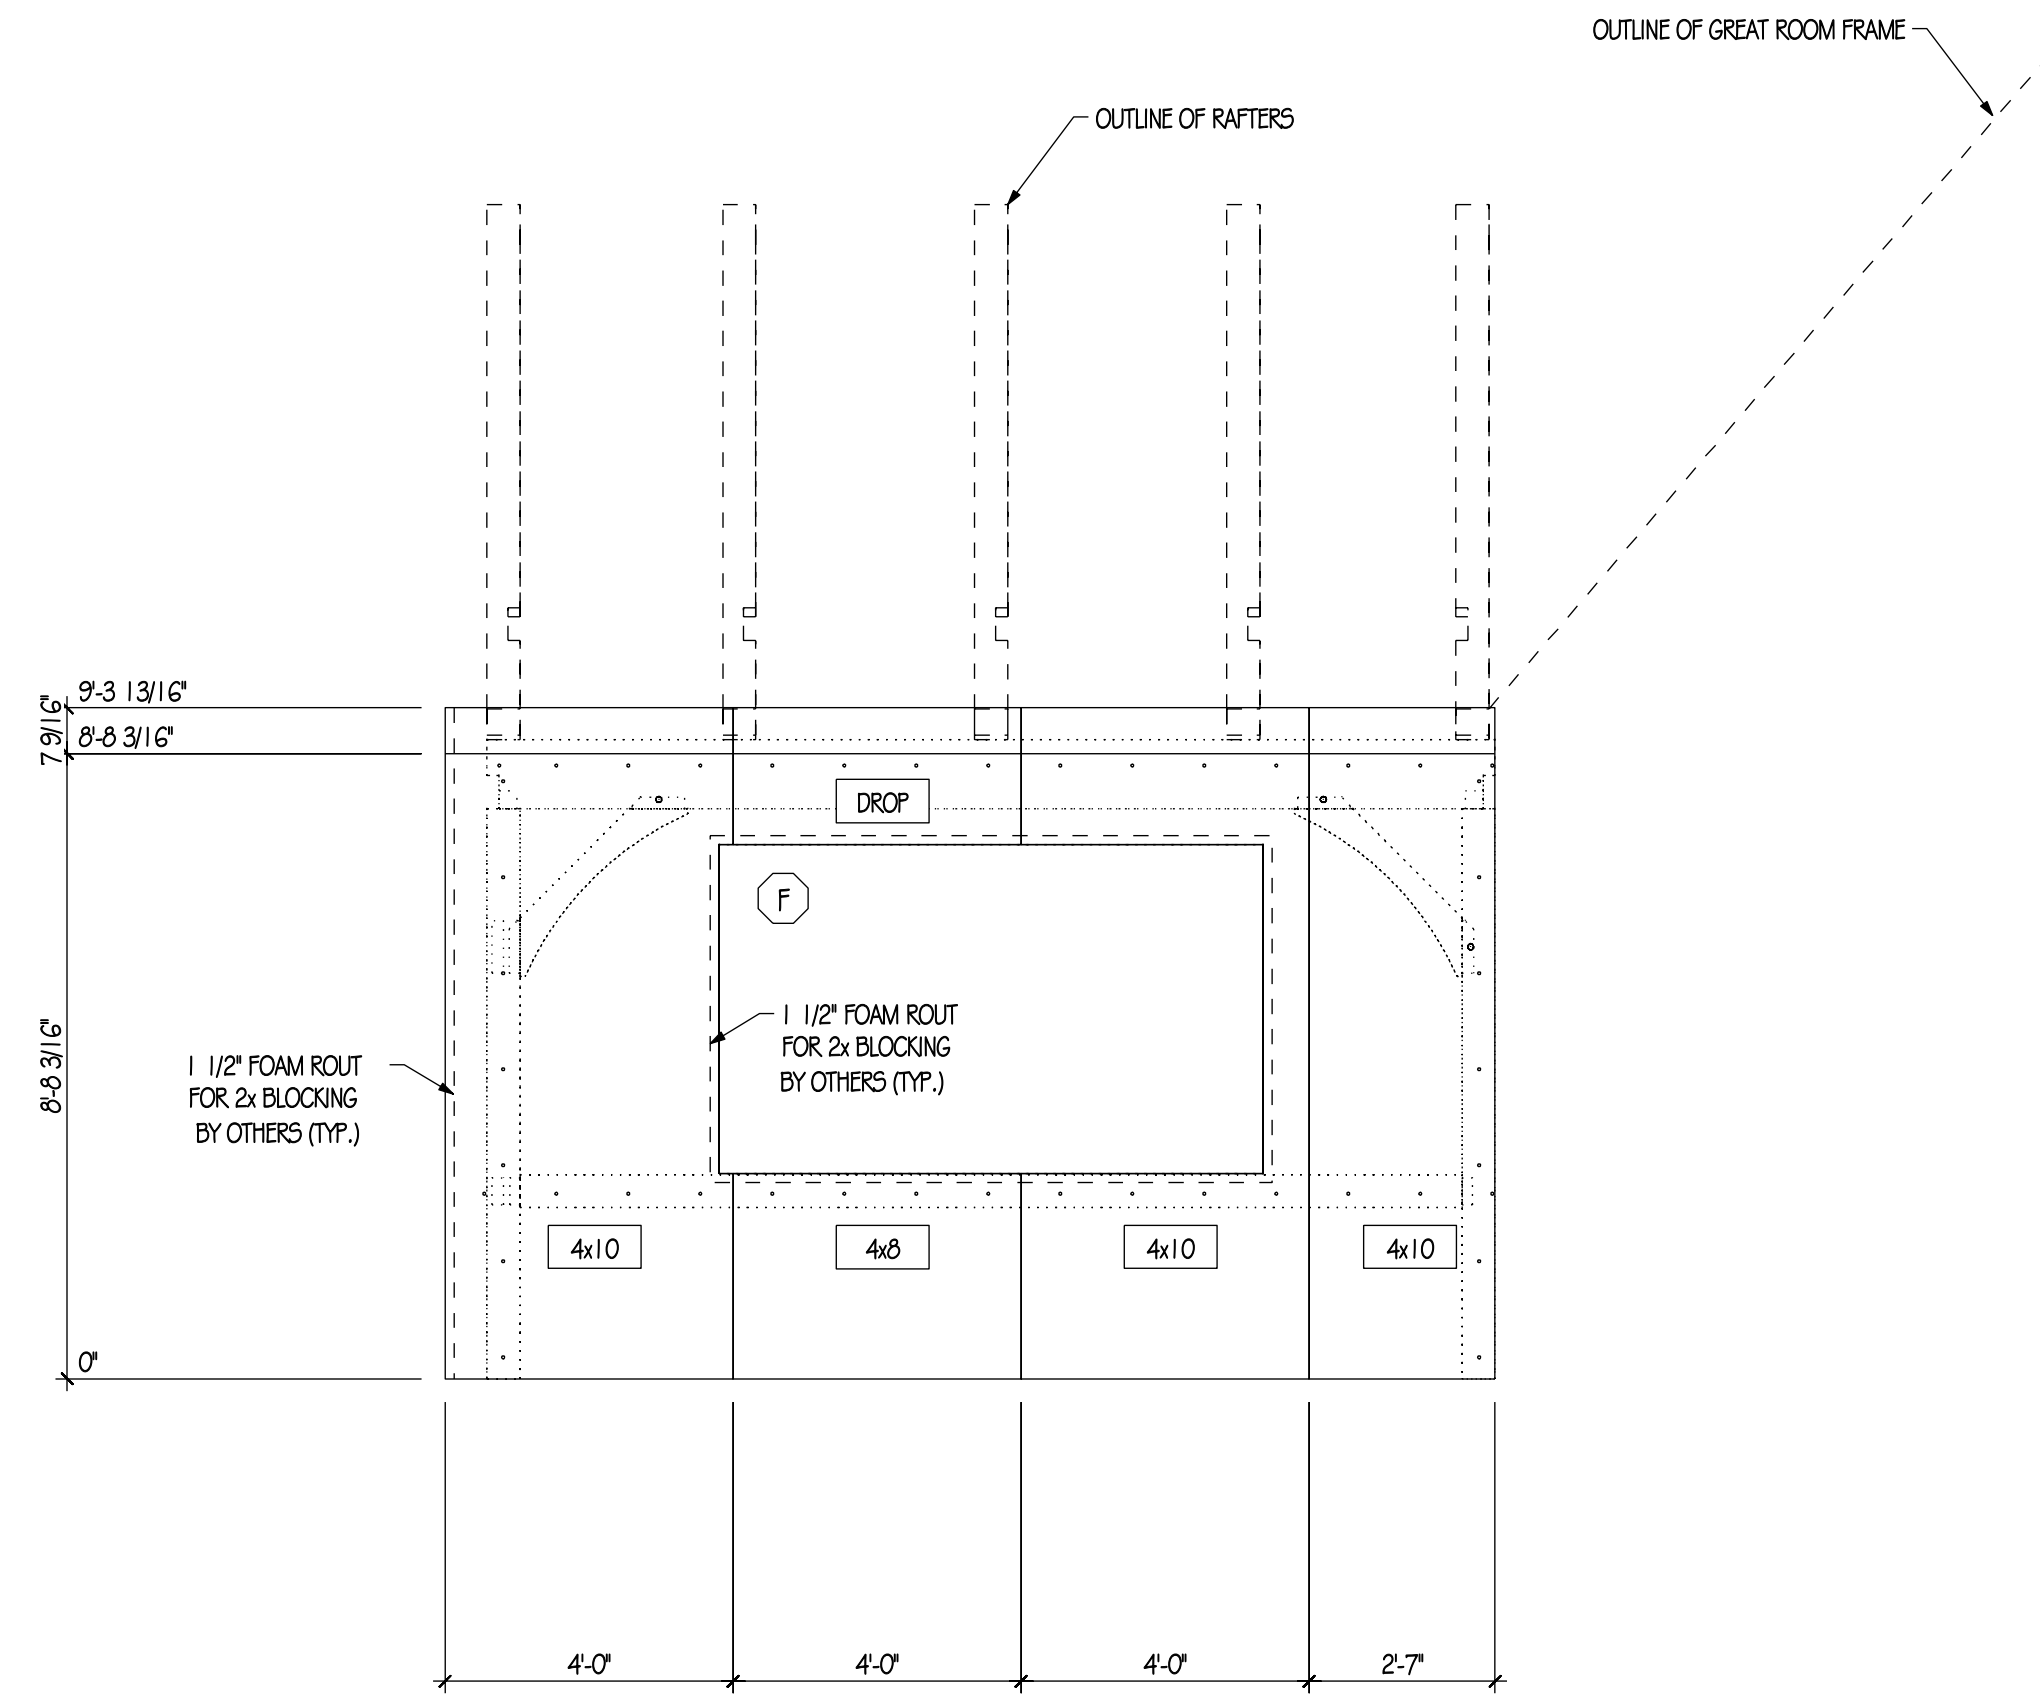 OUTLINE OF GREAT ROOM FRAME
OUTLINE OF RAFTERS
9'-3 13/16"
7 9/16"
8'-8 3/16"
DROP
F
1 1/2" FOAM ROUT
FOR 2x BLOCKING
BY OTHERS (TYP.)
8'-8 3/16"
1 1/2" FOAM ROUT
FOR 2x BLOCKING
BY OTHERS (TYP.)
4x10
4x8
4x10
4x10
0"
4'-0"
4'-0"
4'-0"
2'-7"